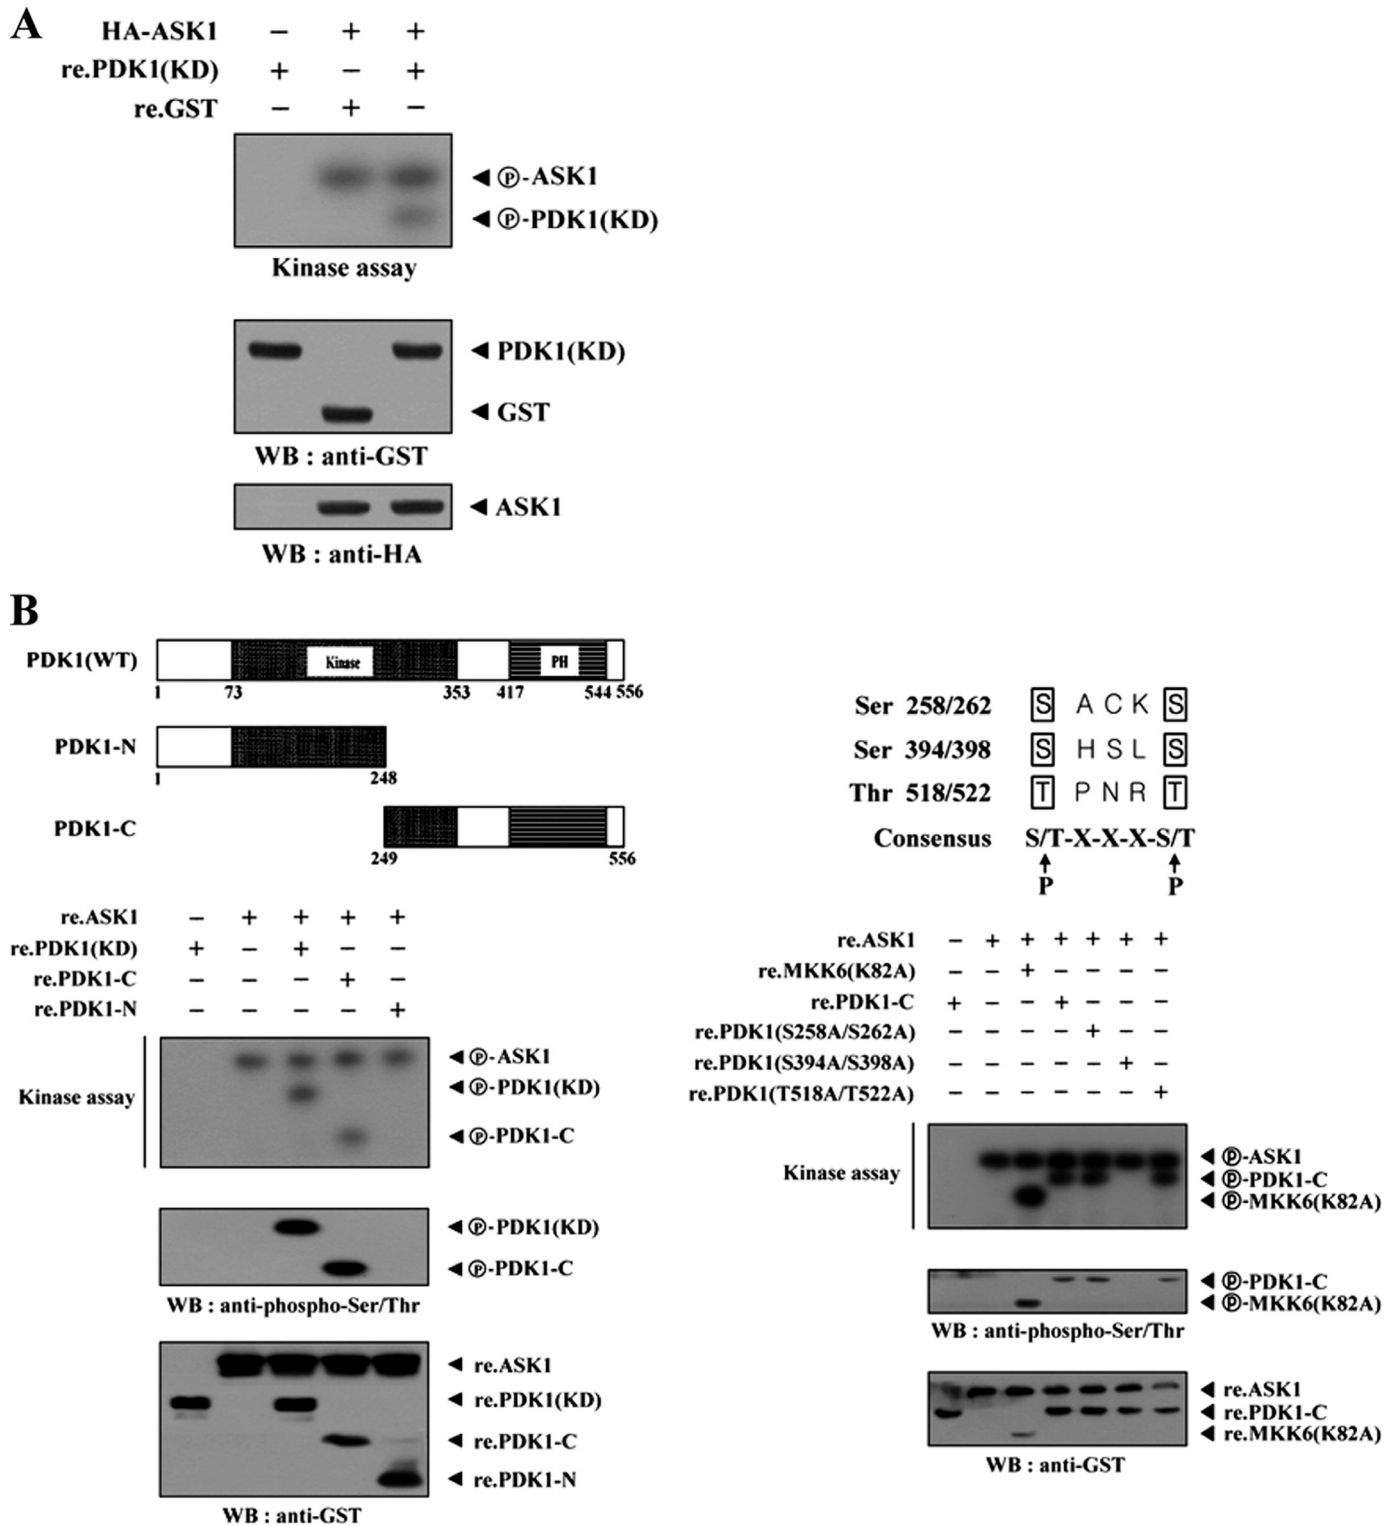 A
HA-ASK1 – + +
re.PDK1(KD) + – +
re.GST – + –
◄ Ⓟ-ASK1
◄ Ⓟ-PDK1(KD)
Kinase assay
◄ PDK1(KD)
◄ GST
WB : anti-GST
◄ ASK1
WB : anti-HA
B
PDK1(WT) Kinase PH
1 73 353 417 544 556
PDK1-N
1 248
PDK1-C
249 556
re.ASK1 – + + + +
re.PDK1(KD) + – + – –
re.PDK1-C – – – + –
re.PDK1-N – – – – +
Kinase assay
◄ Ⓟ-ASK1
◄ Ⓟ-PDK1(KD)
◄ Ⓟ-PDK1-C
◄ Ⓟ-PDK1(KD)
◄ Ⓟ-PDK1-C
WB : anti-phospho-Ser/Thr
◄ re.ASK1
◄ re.PDK1(KD)
◄ re.PDK1-C
◄ re.PDK1-N
WB : anti-GST
Ser 258/262 S A C K S
Ser 394/398 S H S L S
Thr 518/522 T P N R T
Consensus S/T-X-X-X-S/T
P P
re.ASK1 – + + + + + +
re.MKK6(K82A) – – + – – – –
re.PDK1-C + – – + – – –
re.PDK1(S258A/S262A) – – – – + – –
re.PDK1(S394A/S398A) – – – – – + –
re.PDK1(T518A/T522A) – – – – – – +
Kinase assay
◄ Ⓟ-ASK1
◄ Ⓟ-PDK1-C
◄ Ⓟ-MKK6(K82A)
◄ Ⓟ-PDK1-C
◄ Ⓟ-MKK6(K82A)
WB : anti-phospho-Ser/Thr
◄ re.ASK1
◄ re.PDK1-C
◄ re.MKK6(K82A)
WB : anti-GST